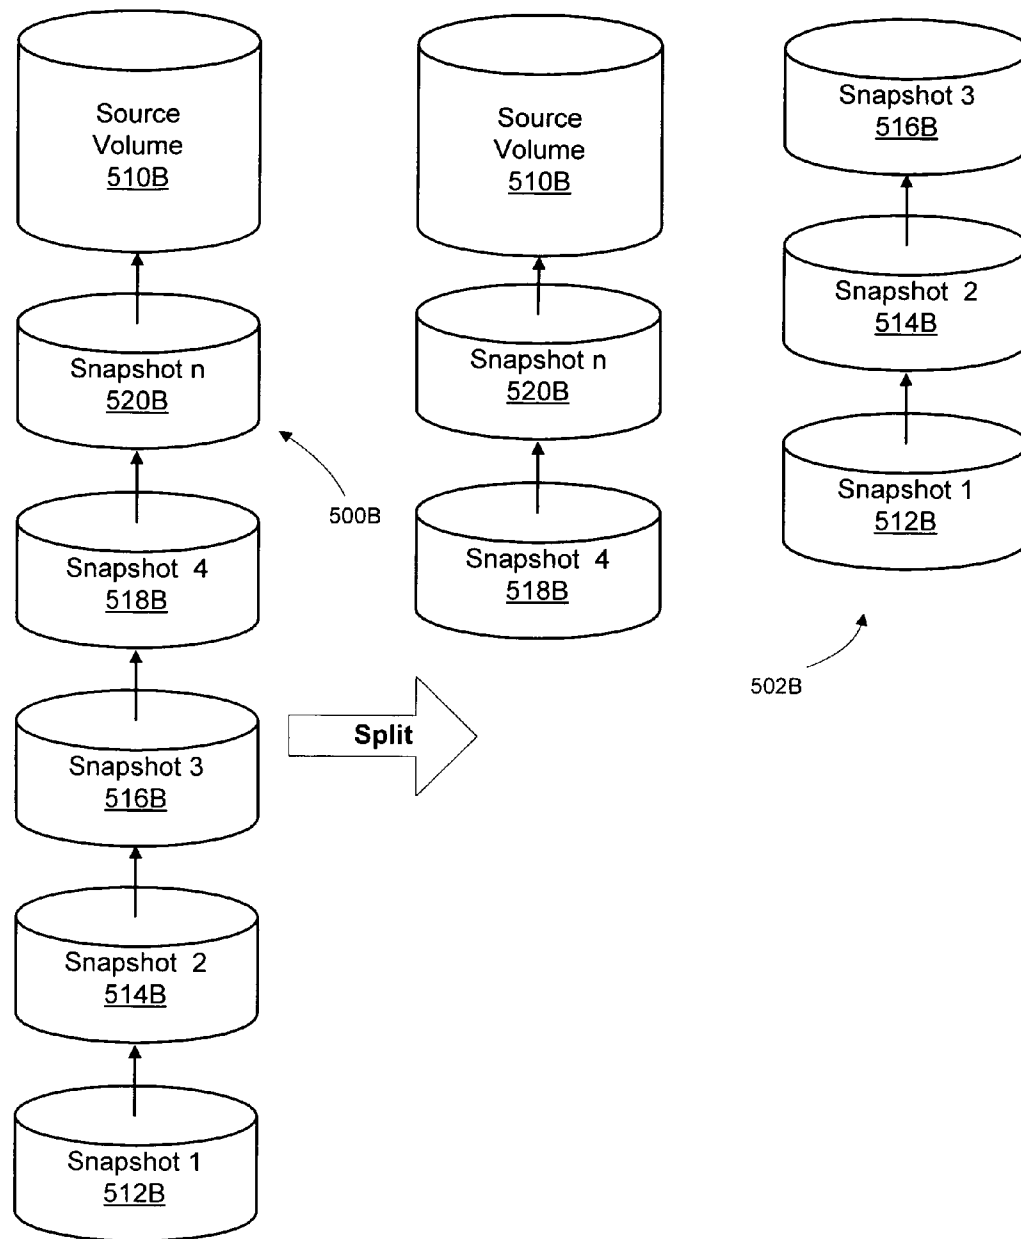 Source
Volume
510B
Snapshot n
520B
500B
Snapshot 4
518B
Snapshot 3
516B
Snapshot 2
514B
Snapshot 1
512B
Split
Source
Volume
510B
Snapshot n
520B
Snapshot 4
518B
Snapshot 3
516B
Snapshot 2
514B
Snapshot 1
512B
502B